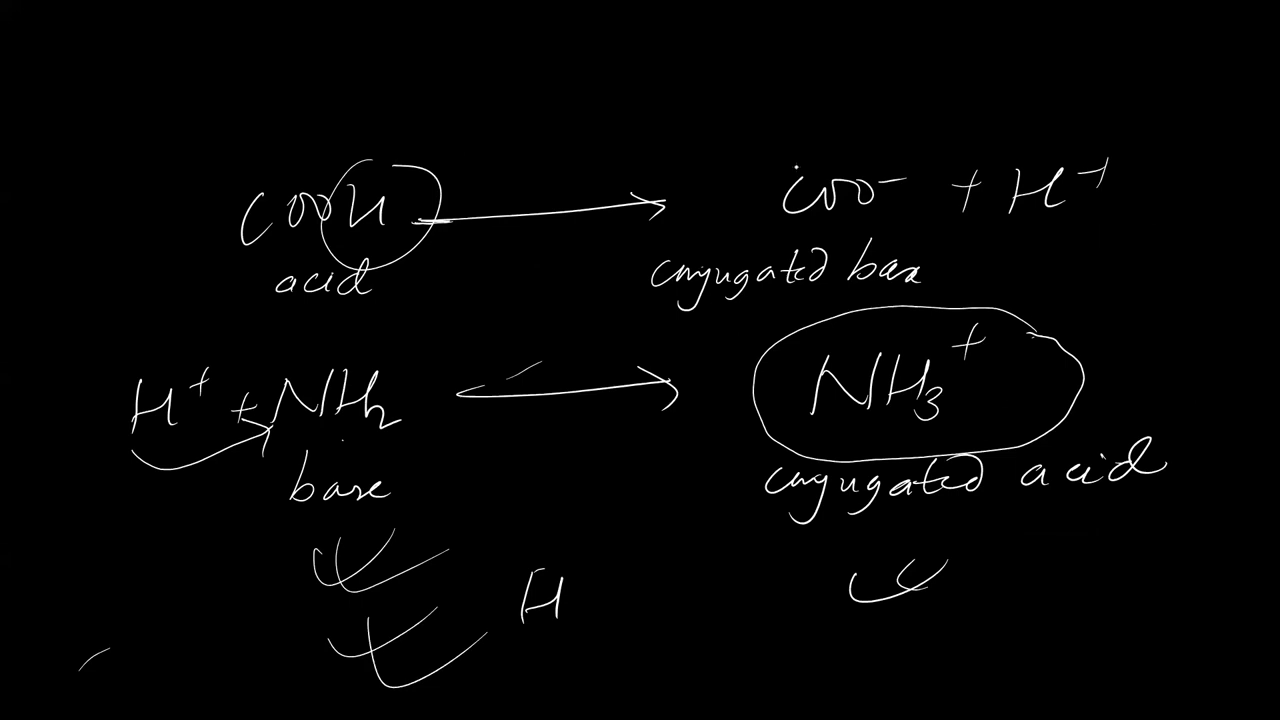 COOH → COO⁻ + H⁺
acid conjugated base
H⁺ + NH₂ → NH₃⁺
base conjugated acid
H